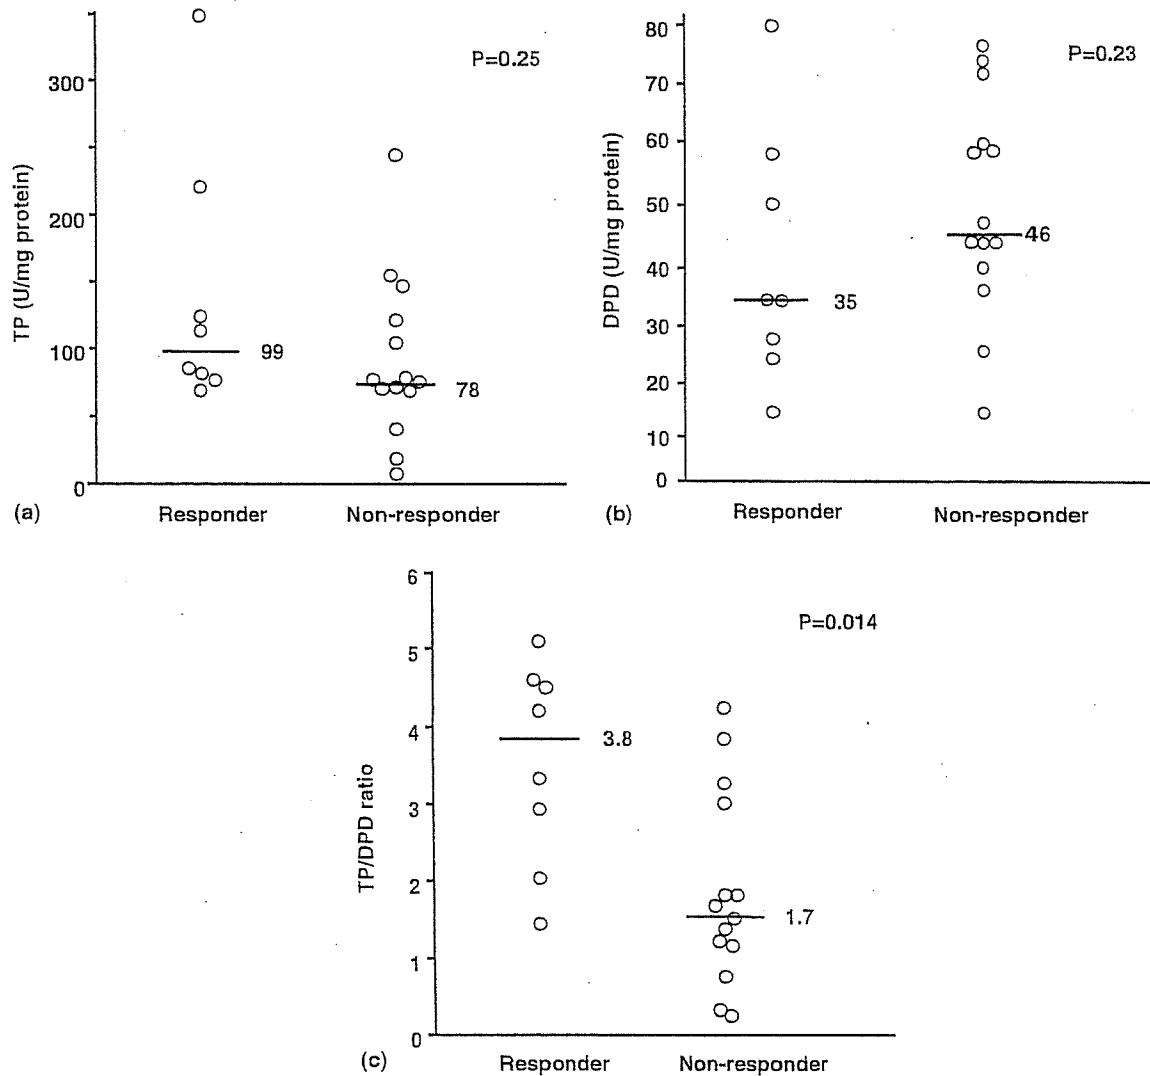 P=0.25
TP (U/mg protein)
300
200
100
0
99
78
(a)
Responder
Non-responder
P=0.23
DPD (U/mg protein)
80
70
60
50
40
30
20
10
0
35
46
(b)
Responder
Non-responder
P=0.014
TP/DPD ratio
6
5
4
3
2
1
0
3.8
1.7
(c)
Responder
Non-responder